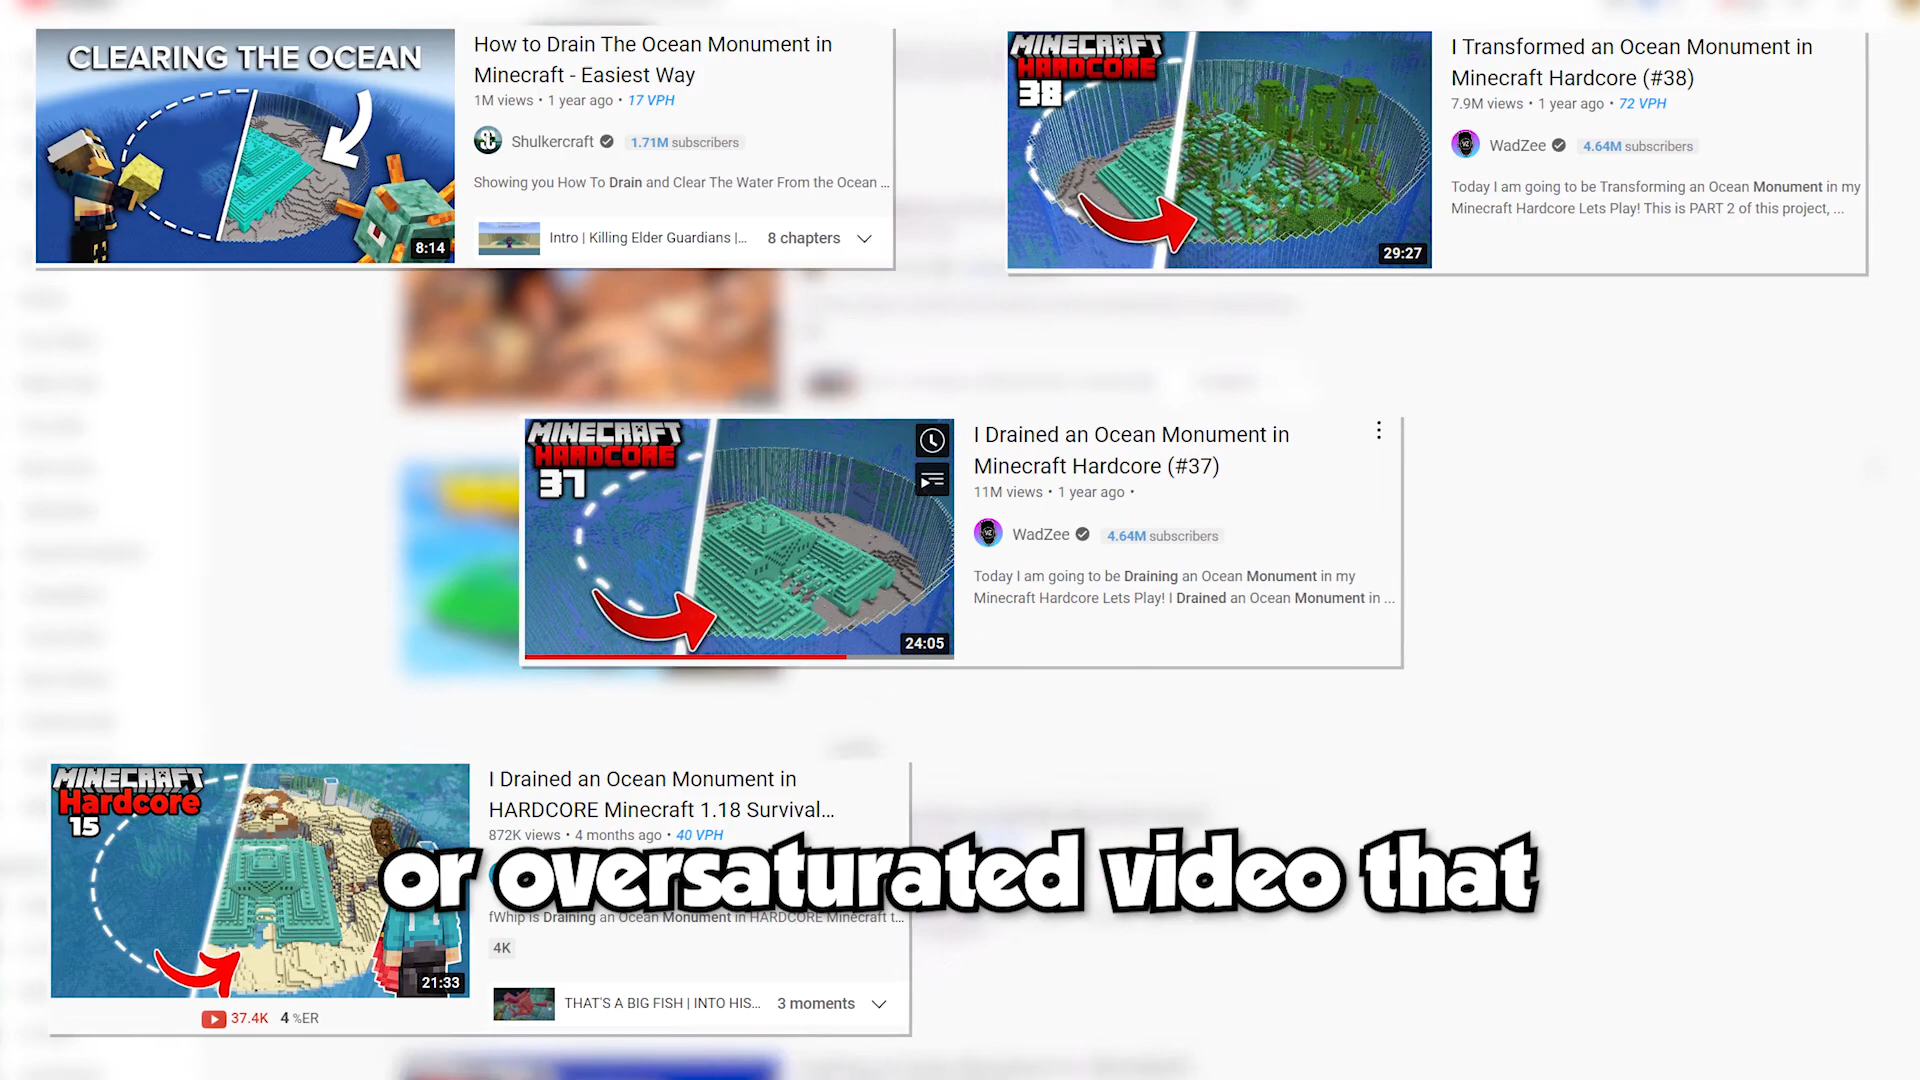 CLEARING THE OCEAN
8:14
How to Drain The Ocean Monument in
Minecraft - Easiest Way
1M views • 1 year ago • 17 VPH
Shulkercraft 1.71M subscribers
Showing you How To Drain and Clear The Water From the Ocean ...
Intro | Killing Elder Guardians |... 8 chapters
MINECRAFT
HARDCORE
38
29:27
I Transformed an Ocean Monument in
Minecraft Hardcore (#38)
7.9M views • 1 year ago • 72 VPH
WadZee 4.64M subscribers
Today I am going to be Transforming an Ocean Monument in my
Minecraft Hardcore Lets Play! This is PART 2 of this project, ...
MINECRAFT
HARDCORE
37
24:05
I Drained an Ocean Monument in
Minecraft Hardcore (#37)
11M views • 1 year ago •
WadZee 4.64M subscribers
Today I am going to be Draining an Ocean Monument in my
Minecraft Hardcore Lets Play! I Drained an Ocean Monument in ...
MINECRAFT
Hardcore
15
21:33
37.4K 4 %ER
I Drained an Ocean Monument in
HARDCORE Minecraft 1.18 Survival...
872K views • 4 months ago • 40 VPH
or oversaturated video that
fWhip is Draining an Ocean Monument in HARDCORE Minecraft t...
4K
THAT'S A BIG FISH | INTO HIS... 3 moments